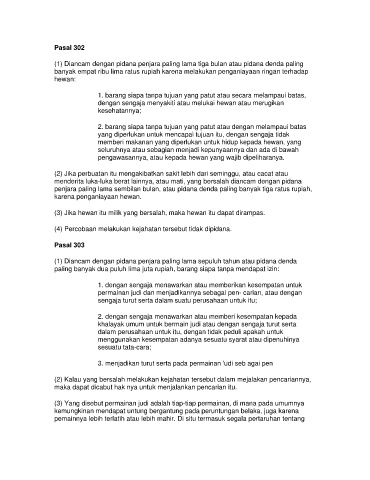 Pasal 302
(1) Diancam dengan pidana penjara paling lama tiga bulan atau pidana denda paling
banyak empat ribu lima ratus rupiah karena melakukan penganiayaan ringan terhadap
hewan:
1. barang siapa tanpa tujuan yang patut atau secara melampaui batas,
dengan sengaja menyakiti atau melukai hewan atau merugikan
kesehatannya;
2. barang siapa tanpa tujuan yang patut atau dengan melampaui batas
yang diperlukan untuk mencapai tujuan itu, dengan sengaja tidak
memberi makanan yang diperlukan untuk hidup kepada hewan, yang
seluruhnya atau sebagian menjadi kepunyaannya dan ada di bawah
pengawasannya, atau kepada hewan yang wajib dipeliharanya.
(2) Jika perbuatan itu mengakibatkan sakit lebih dari seminggu, atau cacat atau
menderita luka-luka berat lainnya, atau mati, yang bersalah diancam dengan pidana
penjara paling lama sembilan bulan, atau pidana denda paling banyak tiga ratus rupiah,
karena penganiayaan hewan.
(3) Jika hewan itu milik yang bersalah, maka hewan itu dapat dirampas.
(4) Percobaan melakukan kejahatan tersebut tidak dipidana.
Pasal 303
(1) Diancam dengan pidana penjara paling lama sepuluh tahun atau pidana denda
paling banyak dua puluh lima juta rupiah, barang siapa tanpa mendapat izin:
1. dengan sengaja menawarkan atau memberikan kesempatan untuk
permainan judi dan menjadikannya sebagai pen- carian, atau dengan
sengaja turut serta dalam suatu perusahaan untuk itu;
2. dengan sengaja menawarkan atau memberi kesempatan kepada
khalayak umum untuk bermain judi atau dengan sengaja turut serta
dalam perusahaan untuk itu, dengan tidak peduli apakah untuk
menggunakan kesempatan adanya sesuatu syarat atau dipenuhinya
sesuatu tata-cara;
3. menjadikan turut serta pada permainan 'udi seb agai pen
(2) Kalau yang bersalah melakukan kejahatan tersebut dalam mejalakan pencariannya,
maka dapat dicabut hak nya untuk menjalankan pencarian itu.
(3) Yang disebut permainan judi adalah tiap-tiap permainan, di mana pada umumnya
kemungkinan mendapat untung bergantung pada peruntungan belaka, juga karena
pemainnya lebih terlatih atau lebih mahir. Di situ termasuk segala pertaruhan tentang